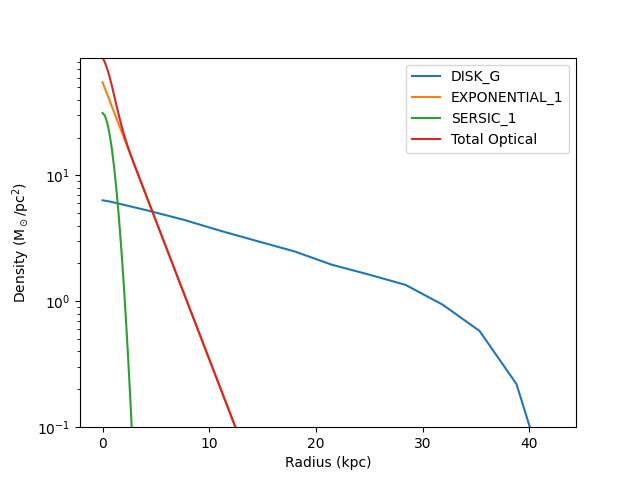 DISK_G
EXPONENTIAL_1
SERSIC_1
Total Optical
10¹
10⁰
10⁻¹
Density (M⊙/pc²)
0 10 20 30 40
Radius (kpc)